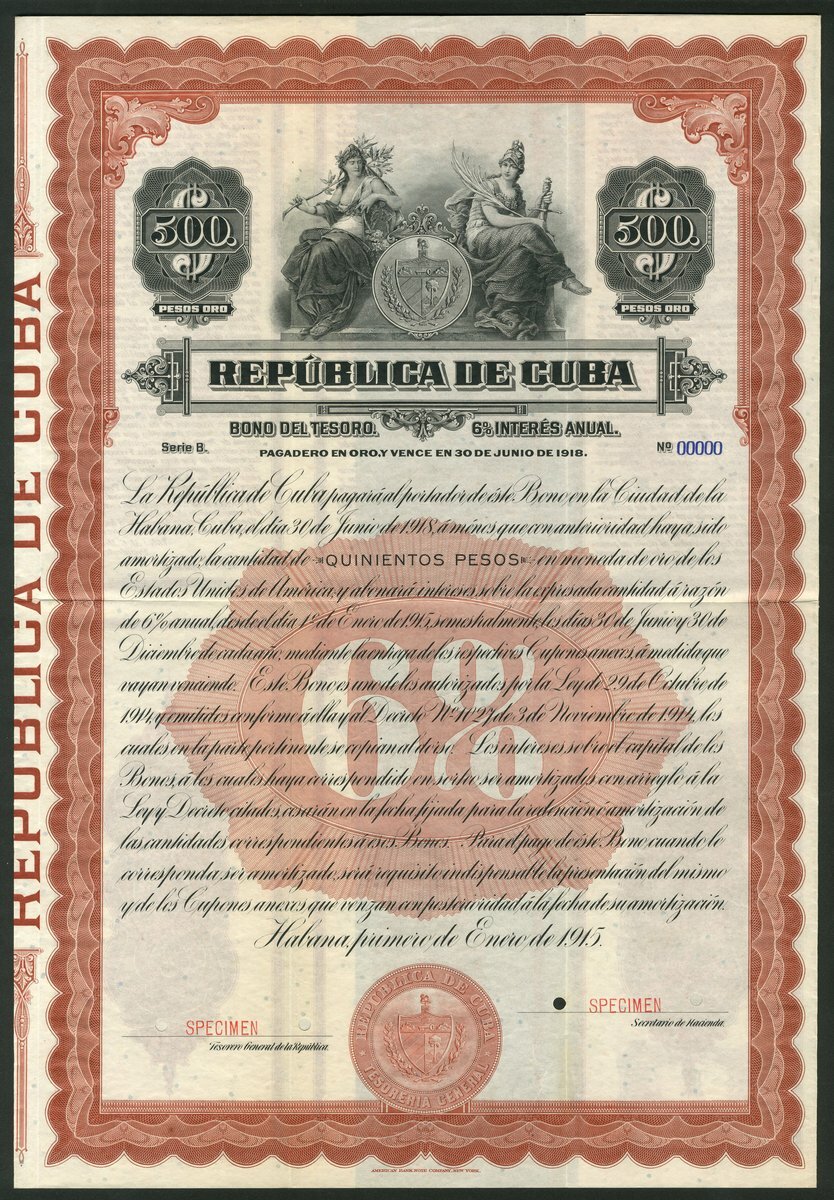 REPÚBLICA DE CUBA
500.
500.
PESOS ORO
PESOS ORO
REPÚBLICA DE CUBA
BONO DEL TESORO. 6% INTERÉS ANUAL.
Serie B. Nº 00000
PAGADERO EN ORO, Y VENCE EN 30 DE JUNIO DE 1918.
La República de Cuba pagará al portador de éste Bono, en la Ciudad de la
Habana, Cuba, el día 30 de Junio de 1918, á ménos que con anterioridad haya sido
amortizado, la cantidad de QUINIENTOS PESOS en moneda de oro de los
Estados Unidos de América, y abonará intereses sobre la expresada cantidad á razón
de 6% anual, desde el día 1º de Enero de 1915, semestralmente, los días 30 de Junio y 30 de
Diciembre de cada año, mediante la entrega de los respectivos Cupones anexos, á medida que
vayan venciendo. Este Bono es uno de los autorizados por la Ley de 29 de Octubre de
1914, y emitidos conforme á ella y al Decreto Nº 1121, de 3 de Noviembre de 1914, los
cuales en la parte pertinente se copian al dorso. Los intereses sobre el capital de los
Bonos, á los cuales haya correspondido en sorteo ser amortizados con arreglo á la
Ley y Decreto citados, cesarán en la fecha fijada para la redención ó amortización de
las cantidades correspondientes á esos Bonos. Para el pago de éste Bono cuando le
corresponda ser amortizado, será requisito indispensable la presentación del mismo
y de los Cupones anexos que venzan con posterioridad á la fecha de su amortización.
Habana, primero de Enero de 1915.
6%
SPECIMEN
Tesorero General de la República.
REPUBLICA DE CUBA
TESORERIA GENERAL
SPECIMEN
Secretario de Hacienda.
AMERICAN BANK NOTE COMPANY, NEW YORK.